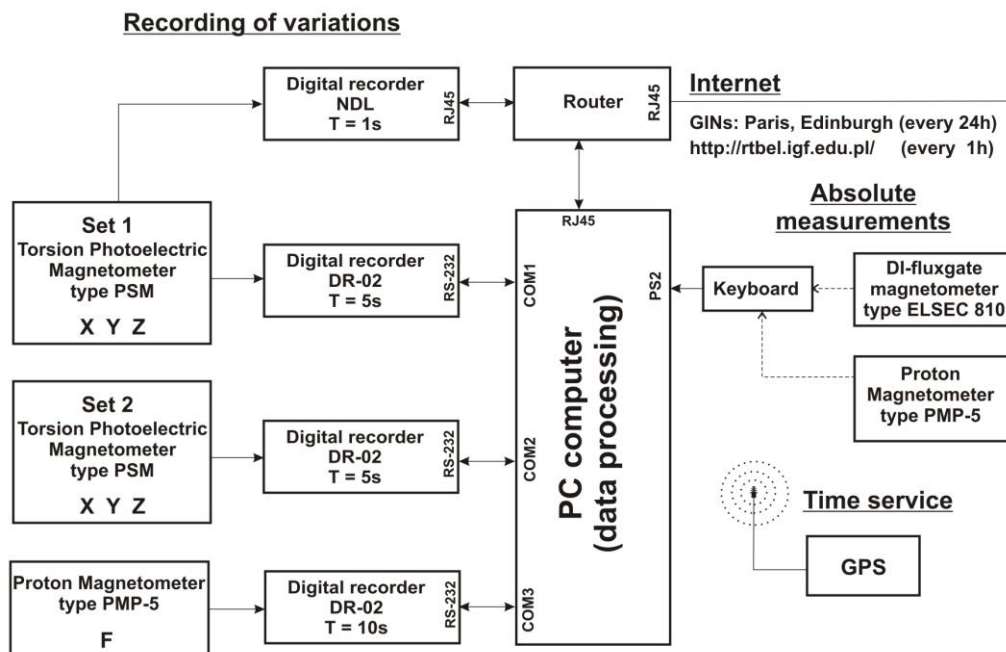 Recording of variations
Digital recorder
NDL
T = 1s
RJ45
Router
RJ45
Internet
GINs: Paris, Edinburgh (every 24h)
http://rtbel.igf.edu.pl/ (every 1h)
Set 1
Torsion Photoelectric
Magnetometer
type PSM
X Y Z
Digital recorder
DR-02
T = 5s
RS-232
COM1
RJ45
PS2
PC computer
(data processing)
Absolute
measurements
Keyboard
DI-fluxgate
magnetometer
type ELSEC 810
Proton
Magnetometer
type PMP-5
Set 2
Torsion Photoelectric
Magnetometer
type PSM
X Y Z
Digital recorder
DR-02
T = 5s
RS-232
COM2
Time service
GPS
Proton Magnetometer
type PMP-5
F
Digital recorder
DR-02
T = 10s
RS-232
COM3